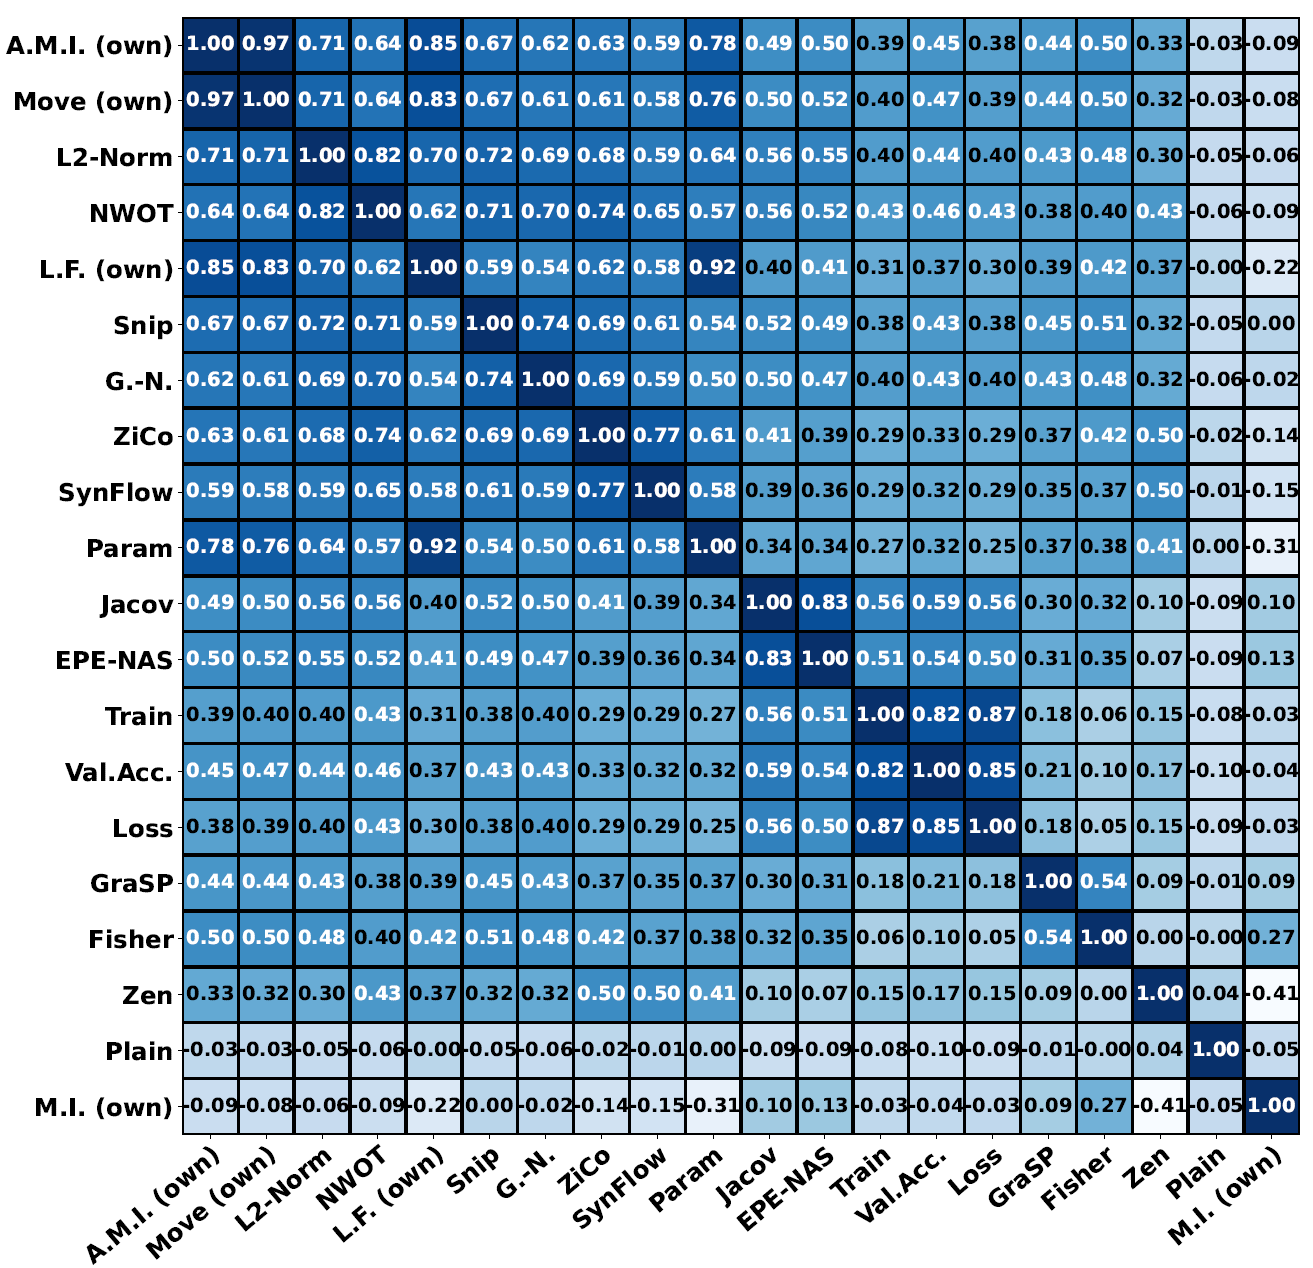 A.M.I. (own) 1.00 0.97 0.71 0.64 0.85 0.67 0.62 0.63 0.59 0.78 0.49 0.50 0.39 0.45 0.38 0.44 0.50 0.33 -0.03 -0.09
Move (own) 0.97 1.00 0.71 0.64 0.83 0.67 0.61 0.61 0.58 0.76 0.50 0.52 0.40 0.47 0.39 0.44 0.50 0.32 -0.03 -0.08
L2-Norm 0.71 0.71 1.00 0.82 0.70 0.72 0.69 0.68 0.59 0.64 0.56 0.55 0.40 0.44 0.40 0.43 0.48 0.30 -0.05 -0.06
NWOT 0.64 0.64 0.82 1.00 0.62 0.71 0.70 0.74 0.65 0.57 0.56 0.52 0.43 0.46 0.43 0.38 0.40 0.43 -0.06 -0.09
L.F. (own) 0.85 0.83 0.70 0.62 1.00 0.59 0.54 0.62 0.58 0.92 0.40 0.41 0.31 0.37 0.30 0.39 0.42 0.37 -0.00 -0.22
Snip 0.67 0.67 0.72 0.71 0.59 1.00 0.74 0.69 0.61 0.54 0.52 0.49 0.38 0.43 0.38 0.45 0.51 0.32 -0.05 0.00
G.-N. 0.62 0.61 0.69 0.70 0.54 0.74 1.00 0.69 0.59 0.50 0.50 0.47 0.40 0.43 0.40 0.43 0.48 0.32 -0.06 -0.02
ZiCo 0.63 0.61 0.68 0.74 0.62 0.69 0.69 1.00 0.77 0.61 0.41 0.39 0.29 0.33 0.29 0.37 0.42 0.50 -0.02 -0.14
SynFlow 0.59 0.58 0.59 0.65 0.58 0.61 0.59 0.77 1.00 0.58 0.39 0.36 0.29 0.32 0.29 0.35 0.37 0.50 -0.01 -0.15
Param 0.78 0.76 0.64 0.57 0.92 0.54 0.50 0.61 0.58 1.00 0.34 0.34 0.27 0.32 0.25 0.37 0.38 0.41 0.00 -0.31
Jacov 0.49 0.50 0.56 0.56 0.40 0.52 0.50 0.41 0.39 0.34 1.00 0.83 0.56 0.59 0.56 0.30 0.32 0.10 -0.09 0.10
EPE-NAS 0.50 0.52 0.55 0.52 0.41 0.49 0.47 0.39 0.36 0.34 0.83 1.00 0.51 0.54 0.50 0.31 0.35 0.07 -0.09 0.13
Train 0.39 0.40 0.40 0.43 0.31 0.38 0.40 0.29 0.29 0.27 0.56 0.51 1.00 0.82 0.87 0.18 0.06 0.15 -0.08 -0.03
Val.Acc. 0.45 0.47 0.44 0.46 0.37 0.43 0.43 0.33 0.32 0.32 0.59 0.54 0.82 1.00 0.85 0.21 0.10 0.17 -0.10 -0.04
Loss 0.38 0.39 0.40 0.43 0.30 0.38 0.40 0.29 0.29 0.25 0.56 0.50 0.87 0.85 1.00 0.18 0.05 0.15 -0.09 -0.03
GraSP 0.44 0.44 0.43 0.38 0.39 0.45 0.43 0.37 0.35 0.37 0.30 0.31 0.18 0.21 0.18 1.00 0.54 0.09 -0.01 0.09
Fisher 0.50 0.50 0.48 0.40 0.42 0.51 0.48 0.42 0.37 0.38 0.32 0.35 0.06 0.10 0.05 0.54 1.00 0.00 -0.00 0.27
Zen 0.33 0.32 0.30 0.43 0.37 0.32 0.32 0.50 0.50 0.41 0.10 0.07 0.15 0.17 0.15 0.09 0.00 1.00 0.04 -0.41
Plain -0.03 -0.03 -0.05 -0.06 -0.00 -0.05 -0.06 -0.02 -0.01 0.00 -0.09 -0.09 -0.08 -0.10 -0.09 -0.01 -0.00 0.04 1.00 -0.05
M.I. (own) -0.09 -0.08 -0.06 -0.09 -0.22 0.00 -0.02 -0.14 -0.15 -0.31 0.10 0.13 -0.03 -0.04 -0.03 0.09 0.27 -0.41 -0.05 1.00
A.M.I. (own) Move (own) L2-Norm NWOT L.F. (own) Snip G.-N. ZiCo SynFlow Param Jacov EPE-NAS Train Val.Acc. Loss GraSP Fisher Zen Plain M.I. (own)